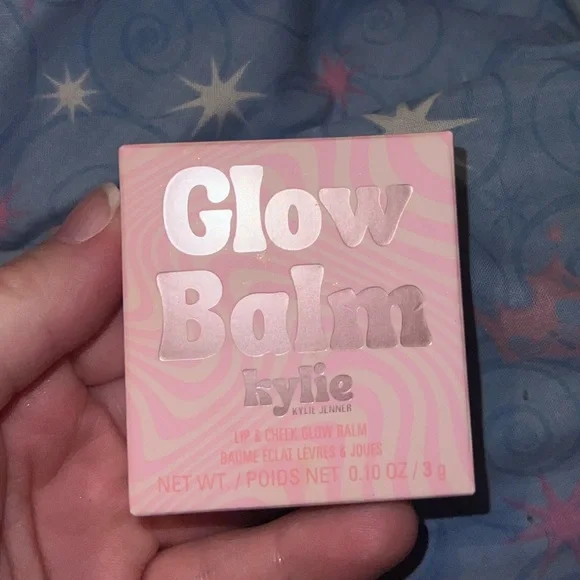 Glow
Balm
kylie
KYLIE JENNER
LIP & CHEEK GLOW BALM
BAUME ÉCLAT LÈVRES & JOUES
NET WT. / POIDS NET 0.10 OZ / 3 g